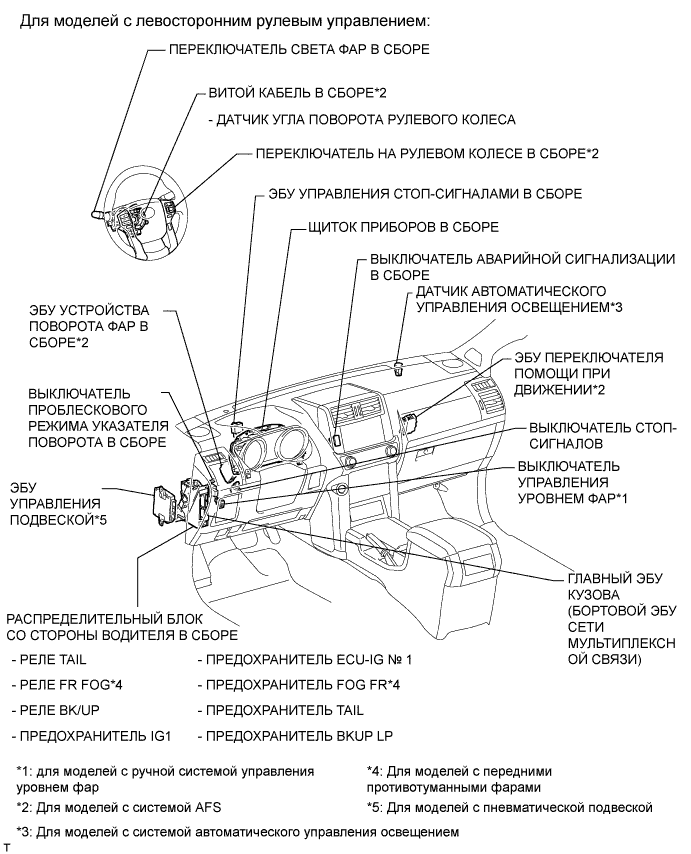 Для моделей с левосторонним рулевым управлением:
ПЕРЕКЛЮЧАТЕЛЬ СВЕТА ФАР В СБОРЕ
ВИТОЙ КАБЕЛЬ В СБОРЕ*2
- ДАТЧИК УГЛА ПОВОРОТА РУЛЕВОГО КОЛЕСА
ПЕРЕКЛЮЧАТЕЛЬ НА РУЛЕВОМ КОЛЕСЕ В СБОРЕ*2
ЭБУ УПРАВЛЕНИЯ СТОП-СИГНАЛАМИ В СБОРЕ
ЩИТОК ПРИБОРОВ В СБОРЕ
ВЫКЛЮЧАТЕЛЬ АВАРИЙНОЙ СИГНАЛИЗАЦИИ
В СБОРЕ
ДАТЧИК АВТОМАТИЧЕСКОГО
УПРАВЛЕНИЯ ОСВЕЩЕНИЕМ*3
ЭБУ УСТРОЙСТВА
ПОВОРОТА ФАР В
СБОРЕ*2
ЭБУ ПЕРЕКЛЮЧАТЕЛЯ
ПОМОЩИ ПРИ
ДВИЖЕНИИ*2
ВЫКЛЮЧАТЕЛЬ
ПРОБЛЕСКОВОГО
РЕЖИМА УКАЗАТЕЛЯ
ПОВОРОТА В СБОРЕ
ВЫКЛЮЧАТЕЛЬ СТОП-
СИГНАЛОВ
ВЫКЛЮЧАТЕЛЬ
УПРАВЛЕНИЯ
УРОВНЕМ ФАР*1
ЭБУ
УПРАВЛЕНИЯ
ПОДВЕСКОЙ*5
ГЛАВНЫЙ ЭБУ
КУЗОВА
(БОРТОВОЙ ЭБУ
СЕТИ
МУЛЬТИПЛЕКСН
ОЙ СВЯЗИ)
РАСПРЕДЕЛИТЕЛЬНЫЙ БЛОК
СО СТОРОНЫ ВОДИТЕЛЯ В СБОРЕ
- РЕЛЕ TAIL
- ПРЕДОХРАНИТЕЛЬ ECU-IG № 1
- РЕЛЕ FR FOG*4
- ПРЕДОХРАНИТЕЛЬ FOG FR*4
- РЕЛЕ BK/UP
- ПРЕДОХРАНИТЕЛЬ TAIL
- ПРЕДОХРАНИТЕЛЬ IG1
- ПРЕДОХРАНИТЕЛЬ BKUP LP
*1: для моделей с ручной системой управления
уровнем фар
*4: Для моделей с передними
противотуманными фарами
*2: Для моделей с системой AFS
*5: Для моделей с пневматической подвеской
*3: Для моделей с системой автоматического управления освещением
T